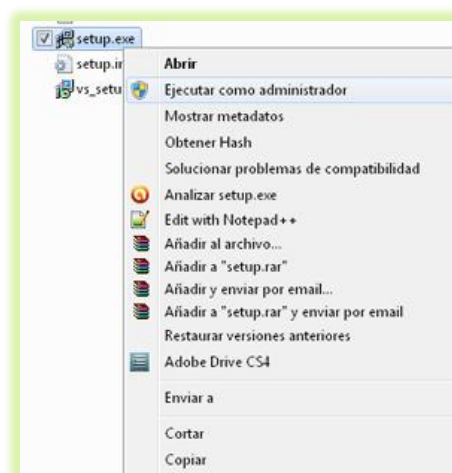 setup.exe
setup.ir
vs_setu
Abrir
Ejecutar como administrador
Mostrar metadatos
Obtener Hash
Solucionar problemas de compatibilidad
Analizar setup.exe
Edit with Notepad++
Añadir al archivo...
Añadir a "setup.rar"
Añadir y enviar por email...
Añadir a "setup.rar" y enviar por email
Restaurar versiones anteriores
Adobe Drive CS4
Enviar a
Cortar
Copiar